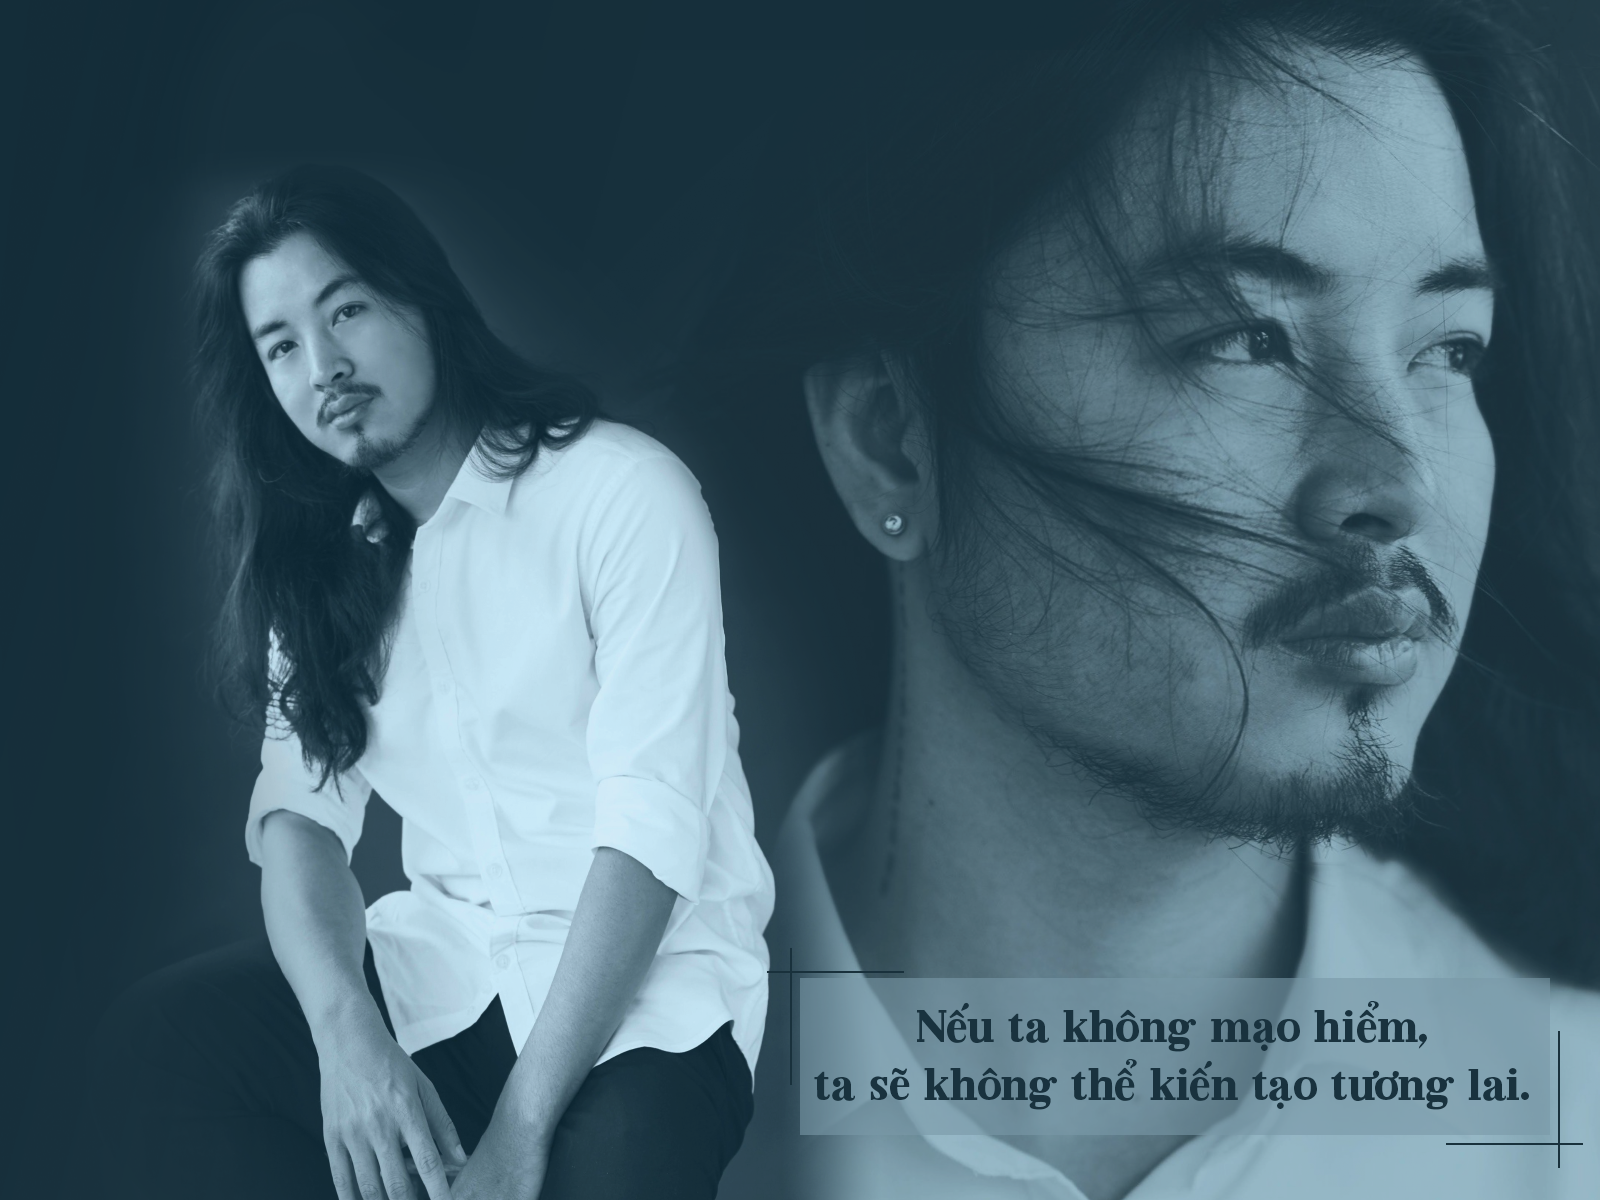 Nếu ta không mạo hiểm,
ta sẽ không thể kiến tạo tương lai.